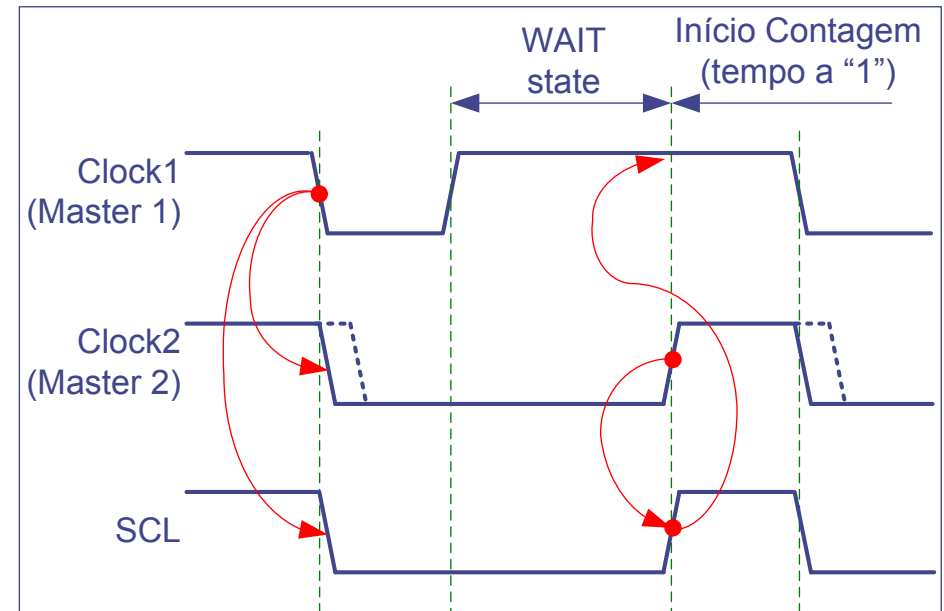 WAIT
state
Início Contagem
(tempo a “1”)
Clock1
(Master 1)
Clock2
(Master 2)
SCL